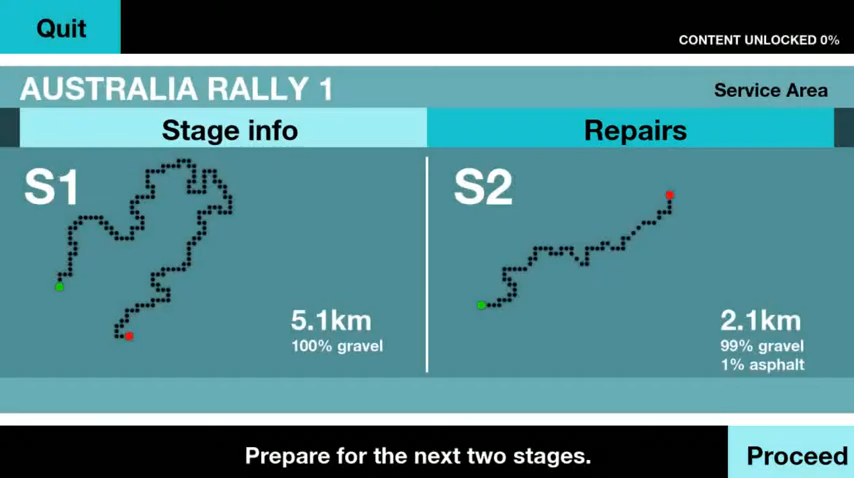 Quit
CONTENT UNLOCKED 0%
AUSTRALIA RALLY 1
Service Area
Stage info
Repairs
S1
5.1km
100% gravel
S2
2.1km
99% gravel
1% asphalt
Prepare for the next two stages.
Proceed